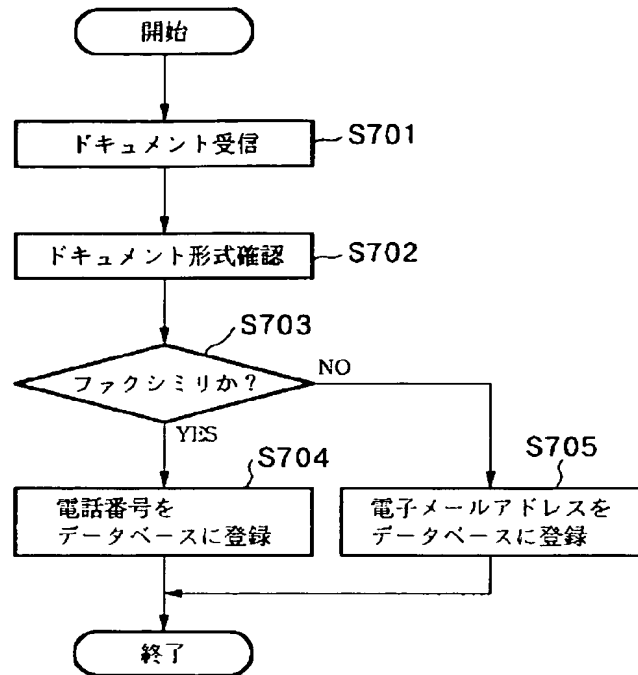 開始
ドキュメント受信
S701
ドキュメント形式確認
S702
S703
ファクシミリか?
NO
YES
S704
電話番号を
データベースに登録
S705
電子メールアドレスを
データベースに登録
終了